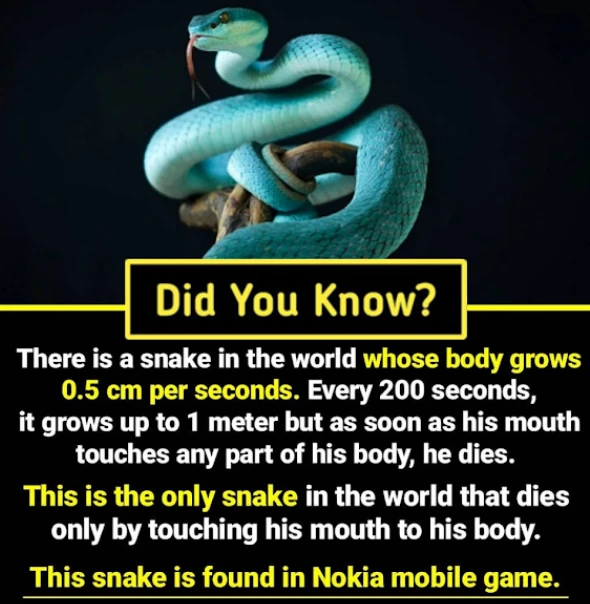 Did You Know?
There is a snake in the world whose body grows
0.5 cm per seconds. Every 200 seconds,
it grows up to 1 meter but as soon as his mouth
touches any part of his body, he dies.
This is the only snake in the world that dies
only by touching his mouth to his body.
This snake is found in Nokia mobile game.